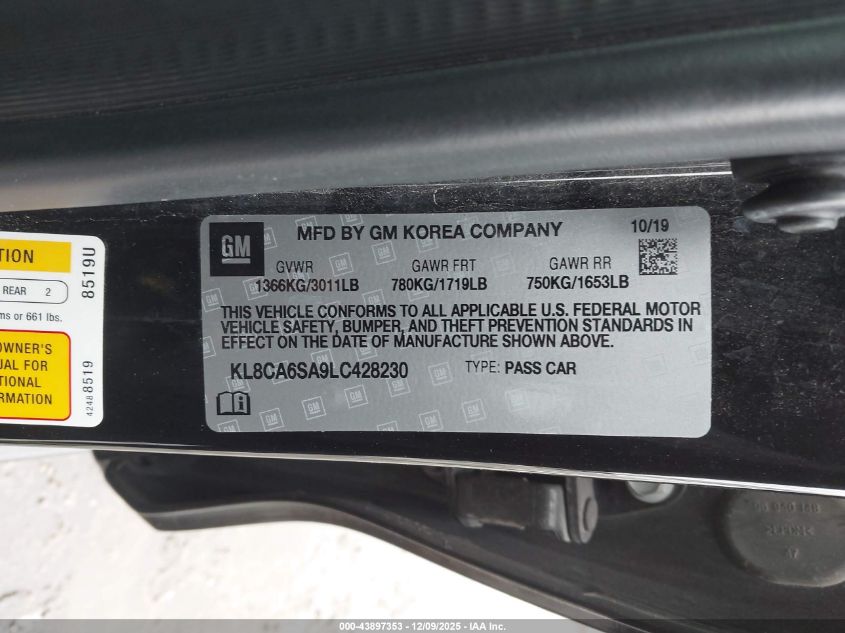 TION
REAR 2
ms or 661 lbs.
OWNER'S
UAL FOR
ITIONAL
ORMATION
8519U
4248 8519
GM
MFD BY GM KOREA COMPANY
10/19
GVWR GAWR FRT GAWR RR
1366KG/3011LB 780KG/1719LB 750KG/1653LB
THIS VEHICLE CONFORMS TO ALL APPLICABLE U.S. FEDERAL MOTOR
VEHICLE SAFETY, BUMPER, AND THEFT PREVENTION STANDARDS IN
EFFECT ON THE DATE OF MANUFACTURE SHOWN ABOVE.
KL8CA6SA9LC428230 TYPE: PASS CAR
000-43897353 - 12/09/2025 - IAA Inc.